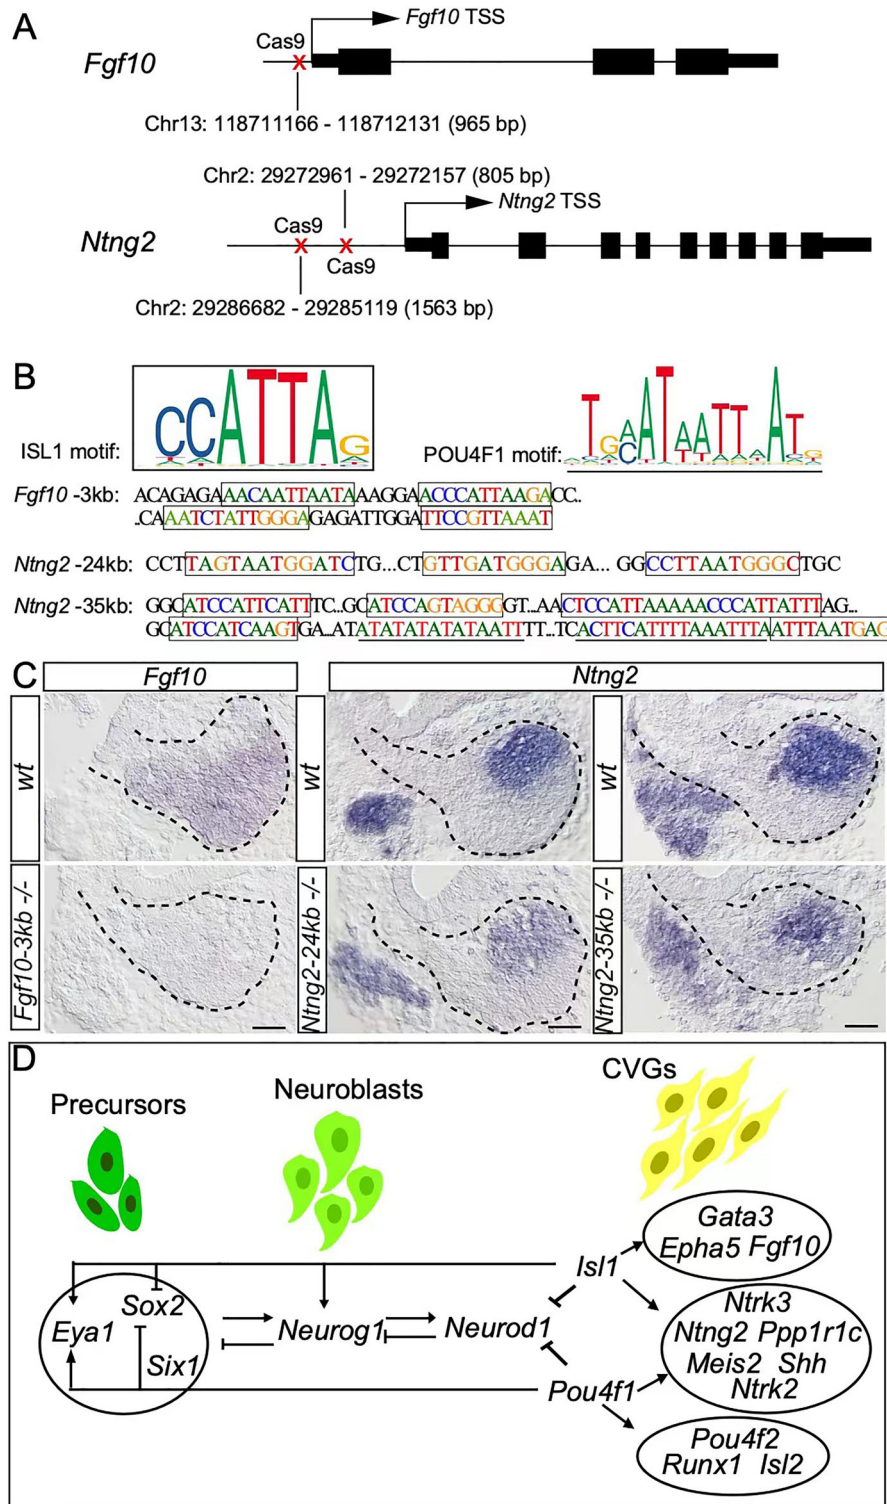 A
Fgf10 TSS
Cas9
Fgf10
X
Chr13: 118711166 - 118712131 (965 bp)
Chr2: 29272961 - 29272157 (805 bp)
Ntng2 TSS
Cas9
Ntng2
X X
Cas9
Chr2: 29286682 - 29285119 (1563 bp)
B
ISL1 motif: CCATTAG
POU4F1 motif:
Fgf10 -3kb: ACAGAGAAACAATTAATAAAGGAACCCATTAAGACC..
..CAAATCTATTGGGAGAGATTGGATTCCGTTAAAT
Ntng2 -24kb: CCTTAGTAATGGATCTG...CTGTTGATGGGAGA... GGCCTTAATGGGCTGC
Ntng2 -35kb: GGCATCCATTCATTTC..GCATCCAGTAGGGGT..AACTCCATTAAAAACCCATTATTTAG...
GCATCCATCAAGTGA...ATATATATATATAATTTT...TCACTTCATTTTAAATTTAATTTAATGAG
C
Fgf10
Ntng2
wt
wt
wt
Fgf10-3kb -/-
Ntng2-24kb -/-
Ntng2-35kb -/-
D
Precursors
Neuroblasts
CVGs
Gata3
Epha5 Fgf10
Isl1
Sox2
Eya1
Six1
Neurog1
Neurod1
Ntrk3
Ntng2 Ppp1r1c
Meis2 Shh
Ntrk2
Pou4f1
Pou4f2
Runx1 Isl2